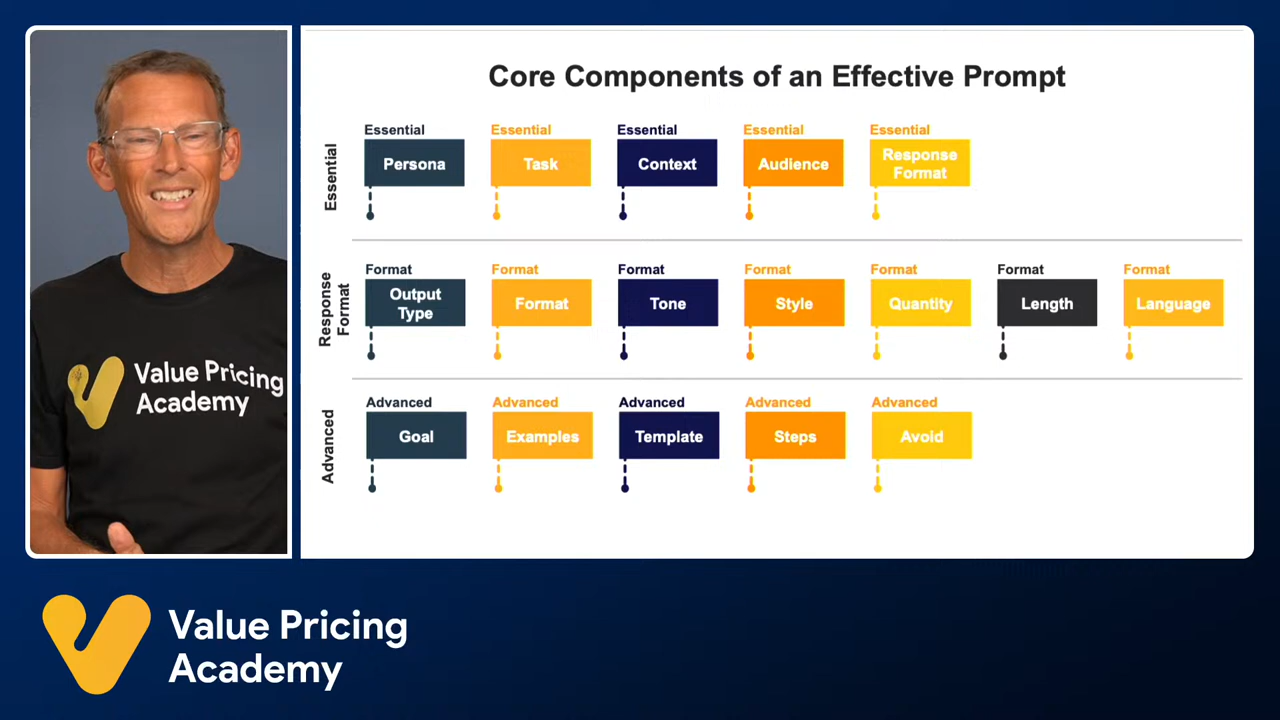 Core Components of an Effective Prompt
Essential
Essential
Persona
Essential
Task
Essential
Context
Essential
Audience
Essential
Response
Format
Response
Format
Format
Output
Type
Format
Format
Format
Tone
Format
Style
Format
Quantity
Format
Length
Format
Language
Advanced
Advanced
Goal
Advanced
Examples
Advanced
Template
Advanced
Steps
Advanced
Avoid
Value Pricing
Academy
Value Pricing
Academy